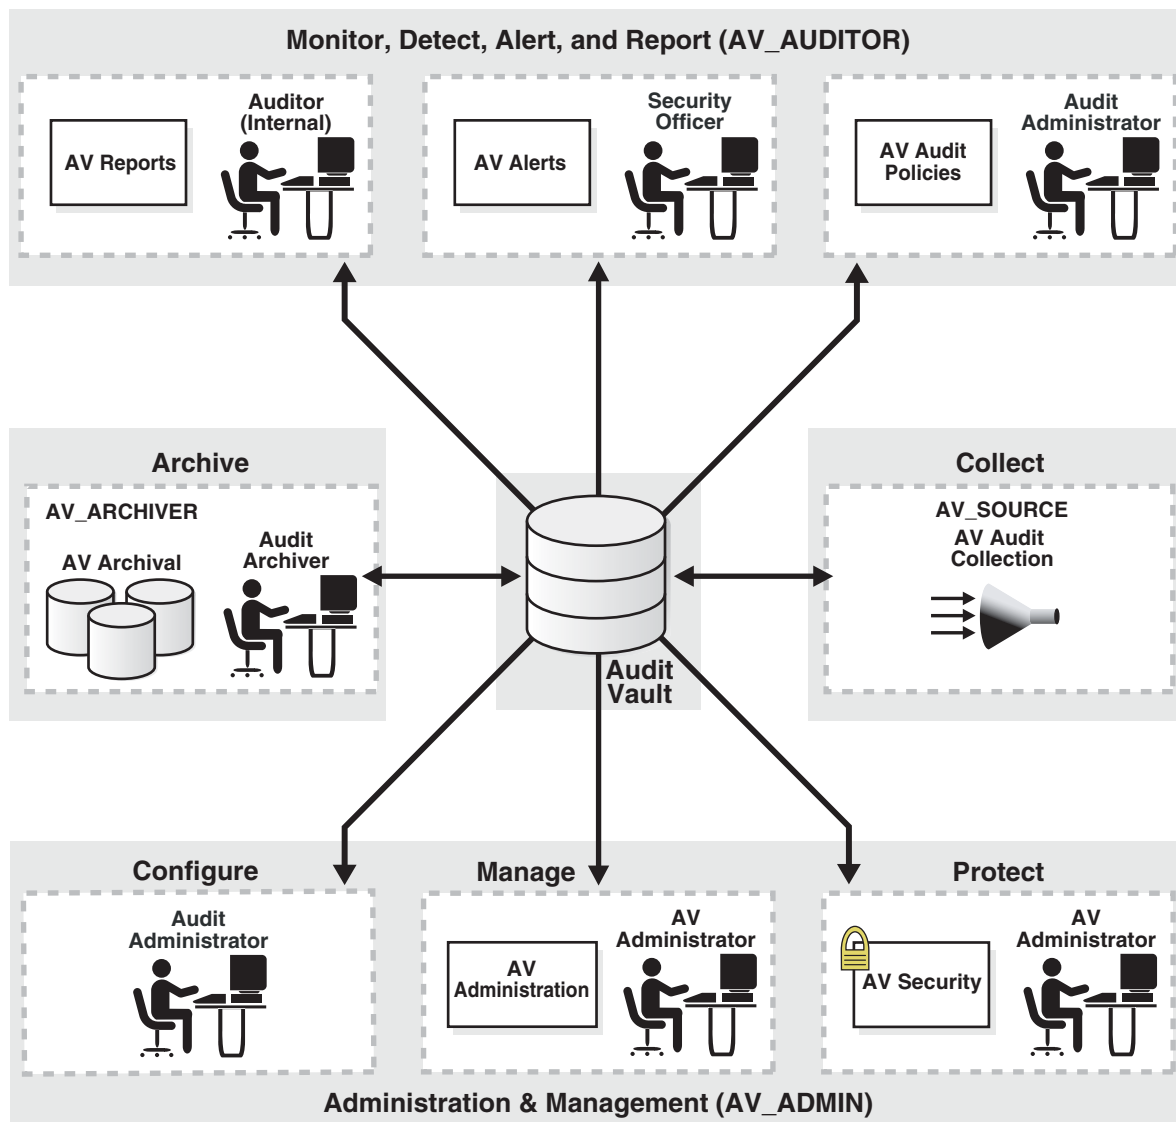 Monitor, Detect, Alert, and Report (AV_AUDITOR)
AV Reports
Auditor
(Internal)
AV Alerts
Security
Officer
AV Audit
Policies
Audit
Administrator
Archive
AV_ARCHIVER
AV Archival
Audit
Archiver
Audit
Vault
Collect
AV_SOURCE
AV Audit
Collection
Configure
Audit
Administrator
Manage
AV
Administration
AV
Administrator
Protect
AV Security
AV
Administrator
Administration & Management (AV_ADMIN)